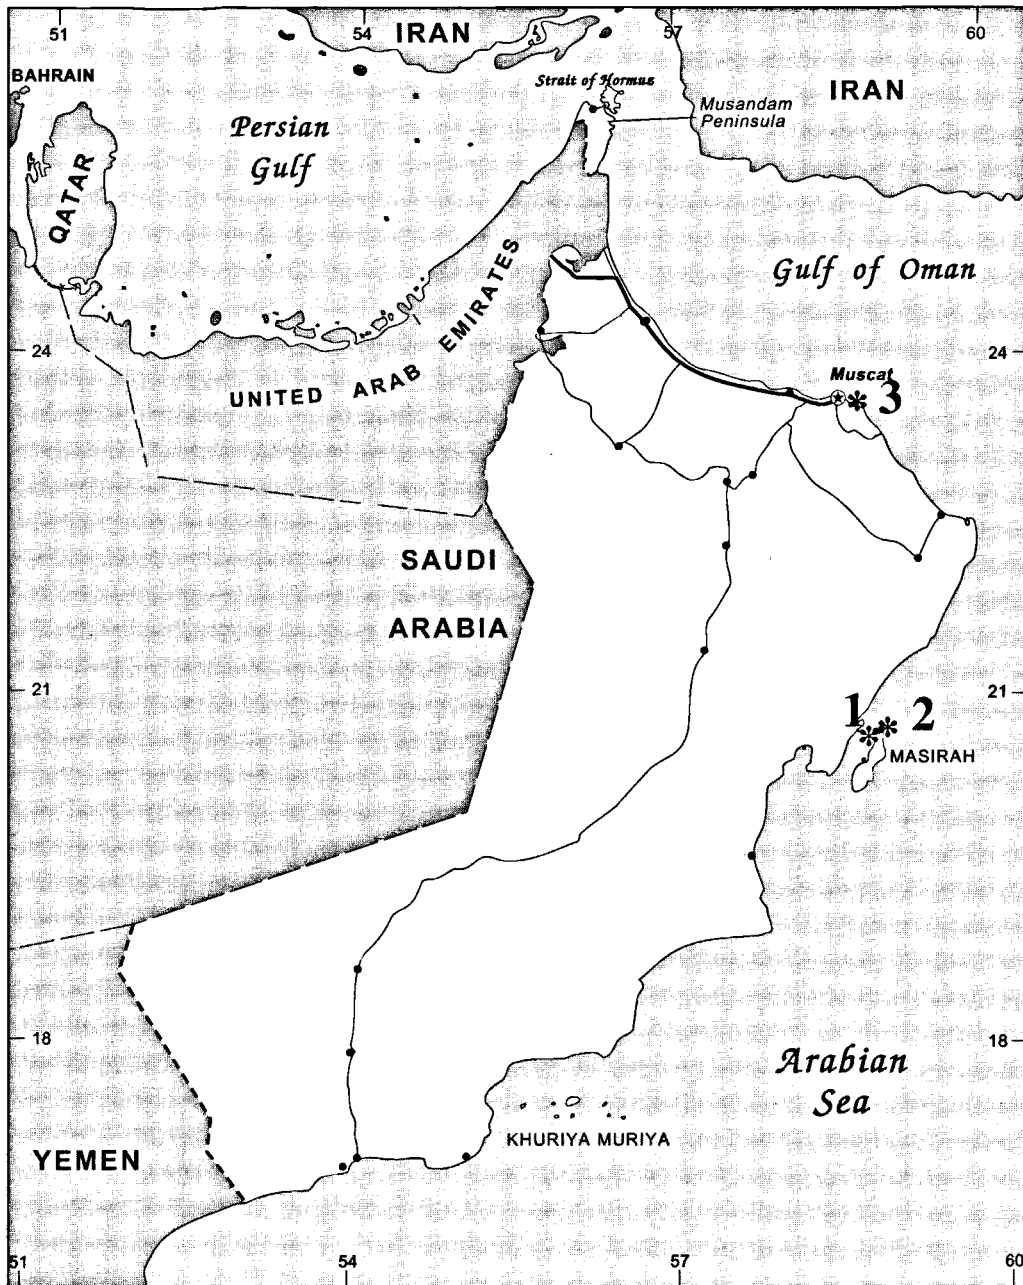 51
54
57
60
IRAN
BAHRAIN
Strait of Hormuz
IRAN
Musandam
Peninsula
Persian
Gulf
QATAR
Gulf of Oman
UNITED ARAB EMIRATES
24
24
Muscat
3
SAUDI
ARABIA
21
21
1
2
MASIRAH
18
18
Arabian
Sea
KHURIYA MURIYA
YEMEN
51
54
57
60